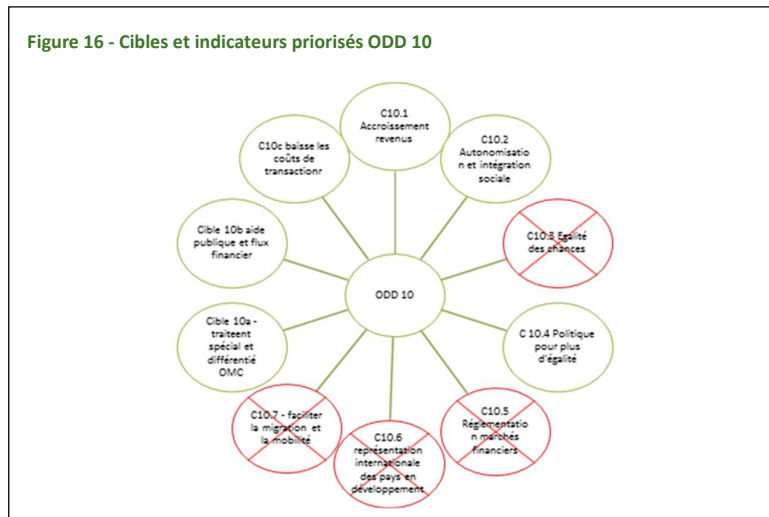 Figure 16 - Cibles et indicateurs priorisés ODD 10
C10.1
Accroissement
revenus
C10.2
Autonomisatio
n et intégration
sociale
C10.3 Egalité
des chances
C 10.4 Politique
pour plus
d'égalité
C10.5
Réglementatio
n marchés
financiers
C10.6
représentation
internationale
des pays en
développement
C10.7 - faciliter
la migration et
la mobilité
Cible 10a -
traiteent
spécial et
différentié
OMC
Cible 10b aide
publique et flux
financier
C10c baisse les
coûts de
transactionr
ODD 10